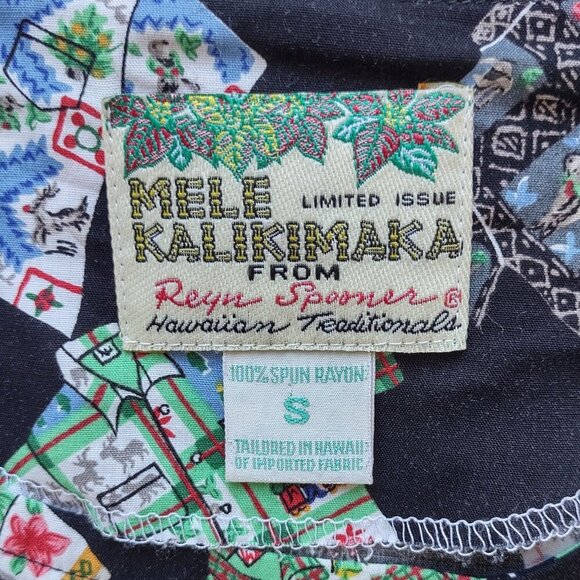 MELE LIMITED ISSUE
KALIKIMAKA
FROM
Reyn Spooner ®
Hawaiian Traditionals
100% SPUN RAYON
S
TAILORED IN HAWAII
OF IMPORTED FABRIC